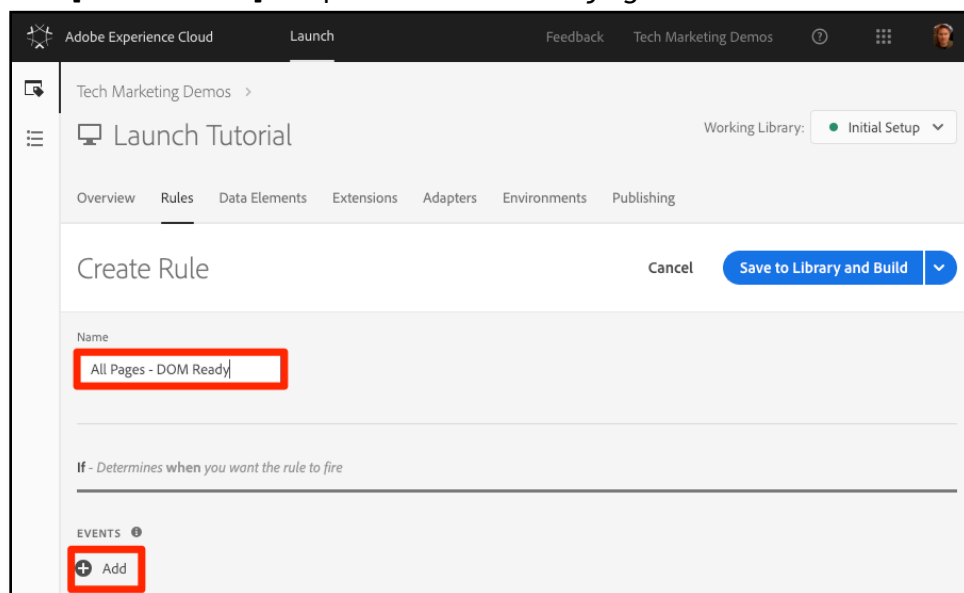 Adobe Experience Cloud Launch Feedback Tech Marketing Demos
Tech Marketing Demos >
Launch Tutorial
Working Library: Initial Setup
Overview Rules Data Elements Extensions Adapters Environments Publishing
Create Rule Cancel Save to Library and Build
Name
All Pages - DOM Ready
If - Determines when you want the rule to fire
EVENTS
Add